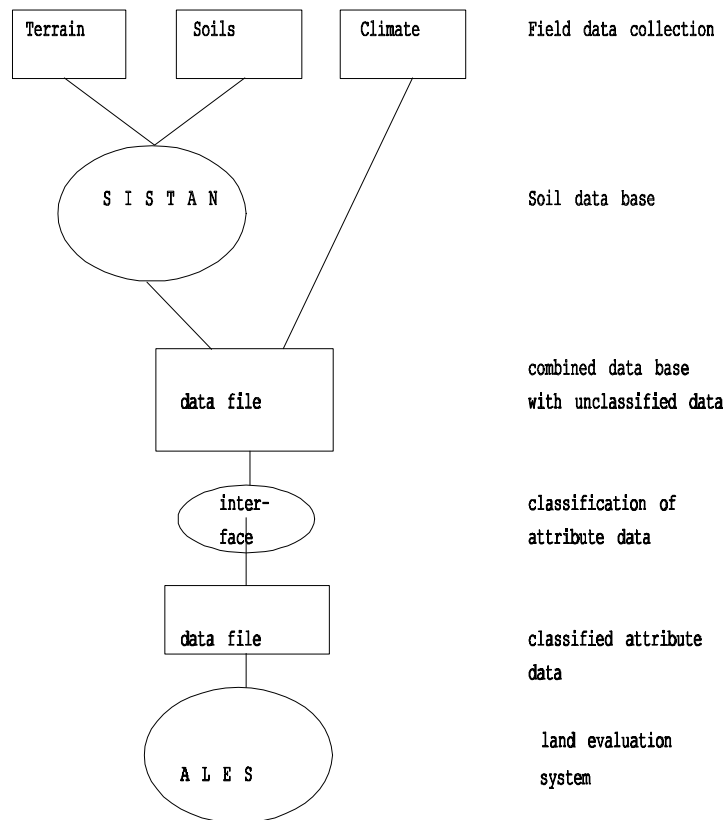 Terrain Soils Climate Field data collection
S I S T A N Soil data base
combined data base
data file with unclassified data
inter- classification of
face attribute data
data file classified attribute
data
land evaluation
A L E S system